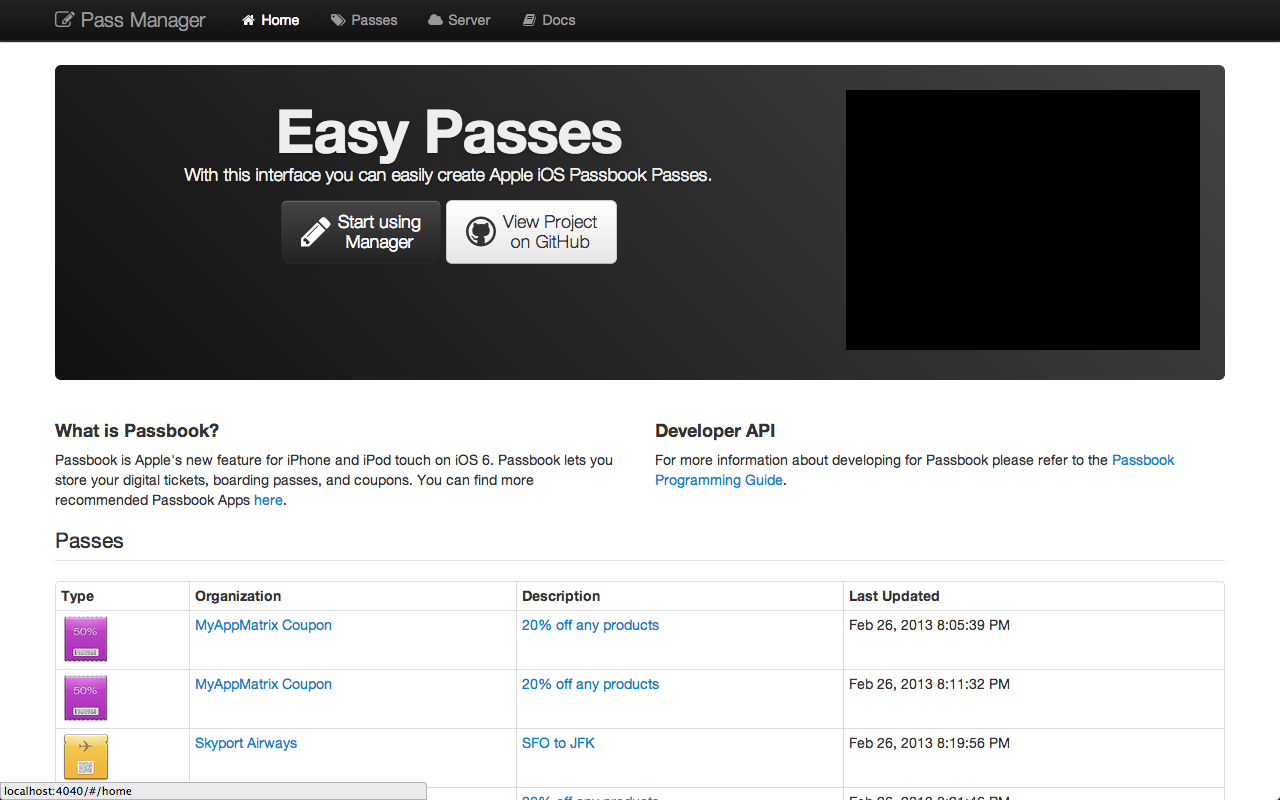 Pass Manager Home Passes Server Docs
Easy Passes
With this interface you can easily create Apple iOS Passbook Passes.
Start using
Manager
View Project
on GitHub
What is Passbook?
Passbook is Apple's new feature for iPhone and iPod touch on iOS 6. Passbook lets you
store your digital tickets, boarding passes, and coupons. You can find more
recommended Passbook Apps here.
Developer API
For more information about developing for Passbook please refer to the Passbook
Programming Guide.
Passes
Type Organization Description Last Updated
50% MyAppMatrix Coupon 20% off any products Feb 26, 2013 8:05:39 PM
50% MyAppMatrix Coupon 20% off any products Feb 26, 2013 8:11:32 PM
Skyport Airways SFO to JFK Feb 26, 2013 8:19:56 PM
localhost:4040/#/home